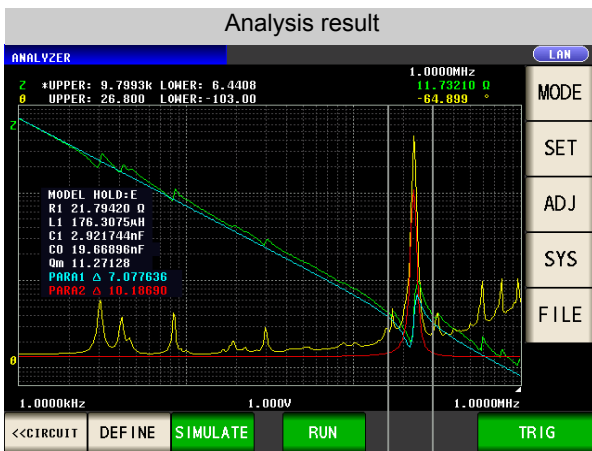 Analysis result
ANALYZER
LAN
1.0000MHz
Z *UPPER: 9.7993k LOWER: 6.4408 11.73210 Ω
θ UPPER: 26.800 LOWER:-103.00 -64.899 °
Z
MODEL HOLD:E
R1 21.79420 Ω
L1 176.3075μH
C1 2.921744nF
C0 19.66896nF
Qm 11.27128
PARA1 △ 7.077636
PARA2 △ 10.18690
θ
1.0000kHz 1.000V 1.0000MHz
MODE
SET
ADJ
SYS
FILE
<<CIRCUIT DEFINE SIMULATE RUN TRIG